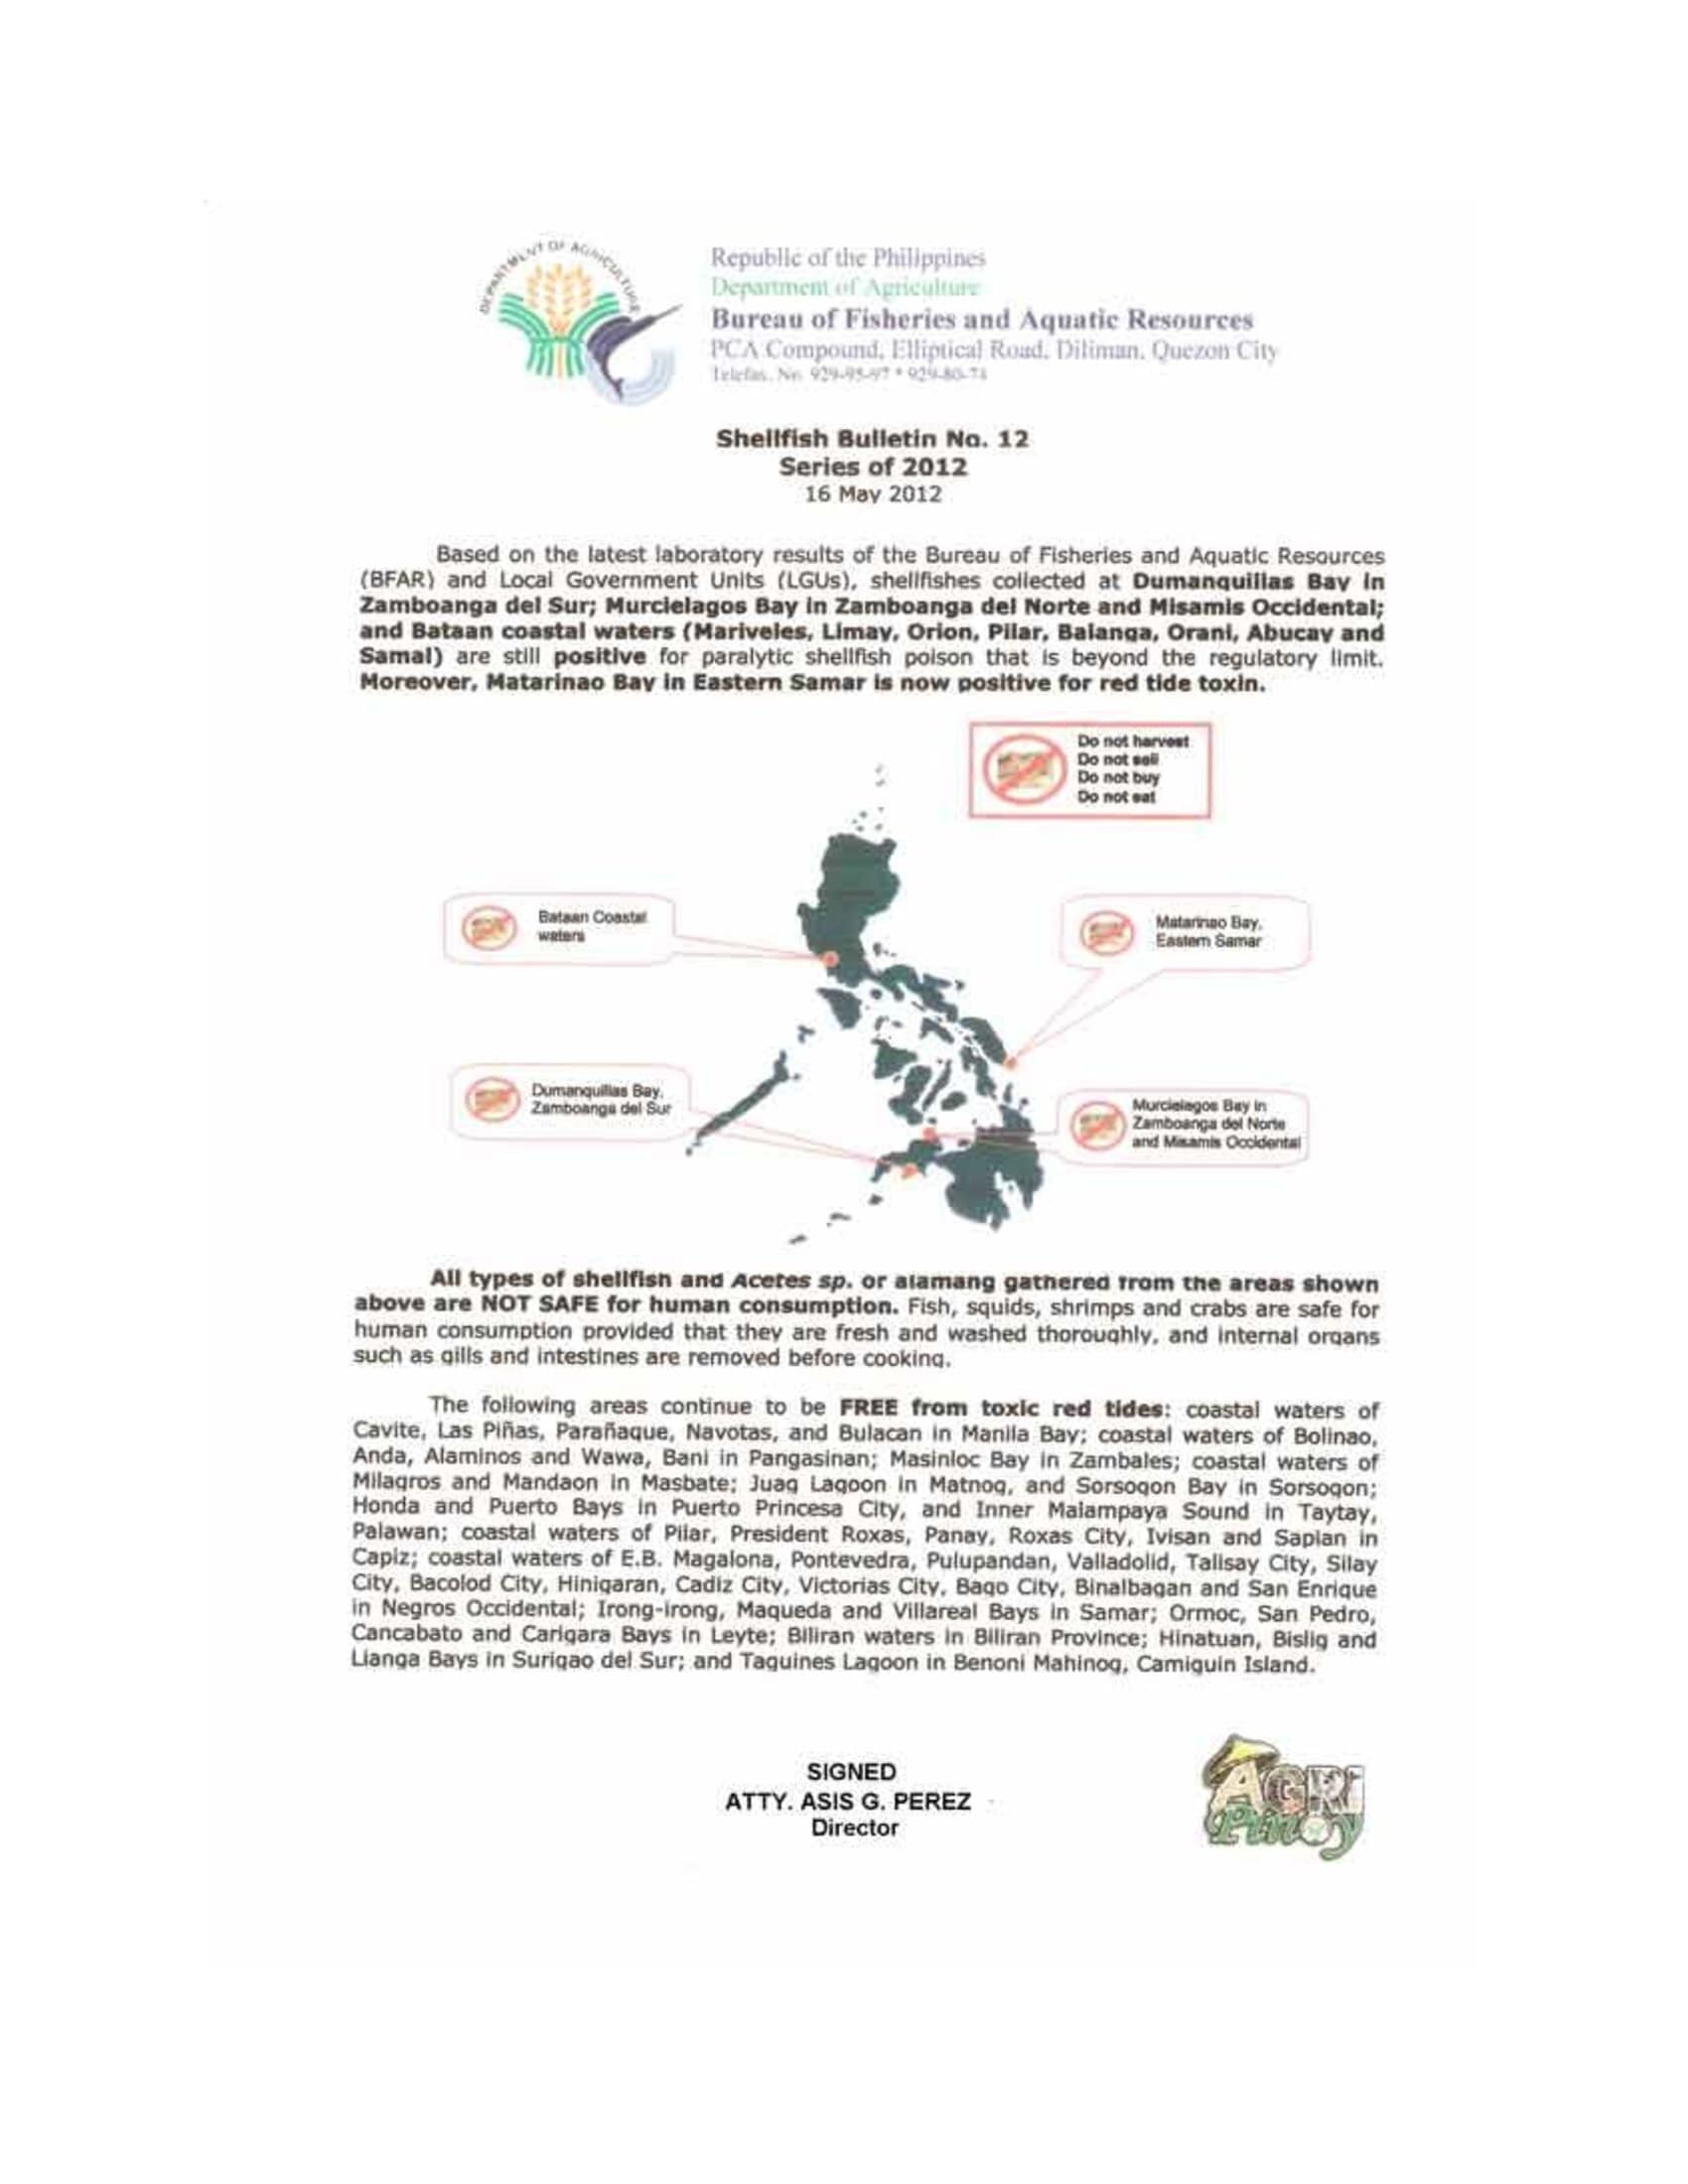 DEPARTMENT OF AGRICULTURE
Republic of the Philippines
Department of Agriculture
Bureau of Fisheries and Aquatic Resources
PCA Compound, Elliptical Road, Diliman, Quezon City
Telefax. No. 929-95-97 * 929-80-74
Shellfish Bulletin No. 12
Series of 2012
16 May 2012
Based on the latest laboratory results of the Bureau of Fisheries and Aquatic Resources
(BFAR) and Local Government Units (LGUs), shellfishes collected at Dumanquillas Bay in
Zamboanga del Sur; Murcielagos Bay in Zamboanga del Norte and Misamis Occidental;
and Bataan coastal waters (Mariveles, Limay, Orion, Pilar, Balanga, Orani, Abucay and
Samal) are still positive for paralytic shellfish poison that is beyond the regulatory limit.
Moreover, Matarinao Bay in Eastern Samar is now positive for red tide toxin.
Do not harvest
Do not sell
Do not buy
Do not eat
Bataan Coastal
waters
Matarinao Bay,
Eastern Samar
Dumanquillas Bay,
Zamboanga del Sur
Murcielagos Bay in
Zamboanga del Norte
and Misamis Occidental
All types of shellfish and Acetes sp. or alamang gathered from the areas shown
above are NOT SAFE for human consumption. Fish, squids, shrimps and crabs are safe for
human consumption provided that they are fresh and washed thoroughly, and internal organs
such as gills and intestines are removed before cooking.
The following areas continue to be FREE from toxic red tides: coastal waters of
Cavite, Las Piñas, Parañaque, Navotas, and Bulacan in Manila Bay; coastal waters of Bolinao,
Anda, Alaminos and Wawa, Bani in Pangasinan; Masinloc Bay in Zambales; coastal waters of
Milagros and Mandaon in Masbate; Juag Lagoon in Matnog, and Sorsogon Bay in Sorsogon;
Honda and Puerto Bays in Puerto Princesa City, and Inner Malampaya Sound in Taytay,
Palawan; coastal waters of Pilar, President Roxas, Panay, Roxas City, Ivisan and Sapian in
Capiz; coastal waters of E.B. Magalona, Pontevedra, Pulupandan, Valladolid, Talisay City, Silay
City, Bacolod City, Hinigaran, Cadiz City, Victorias City, Bago City, Binalbagan and San Enrique
in Negros Occidental; Irong-irong, Maqueda and Villareal Bays in Samar; Ormoc, San Pedro,
Cancabato and Carigara Bays in Leyte; Biliran waters in Biliran Province; Hinatuan, Bislig and
Lianga Bays in Surigao del Sur; and Taguines Lagoon in Benoni Mahinog, Camiguin Island.
SIGNED
ATTY. ASIS G. PEREZ
Director
AGRI
Pinoy